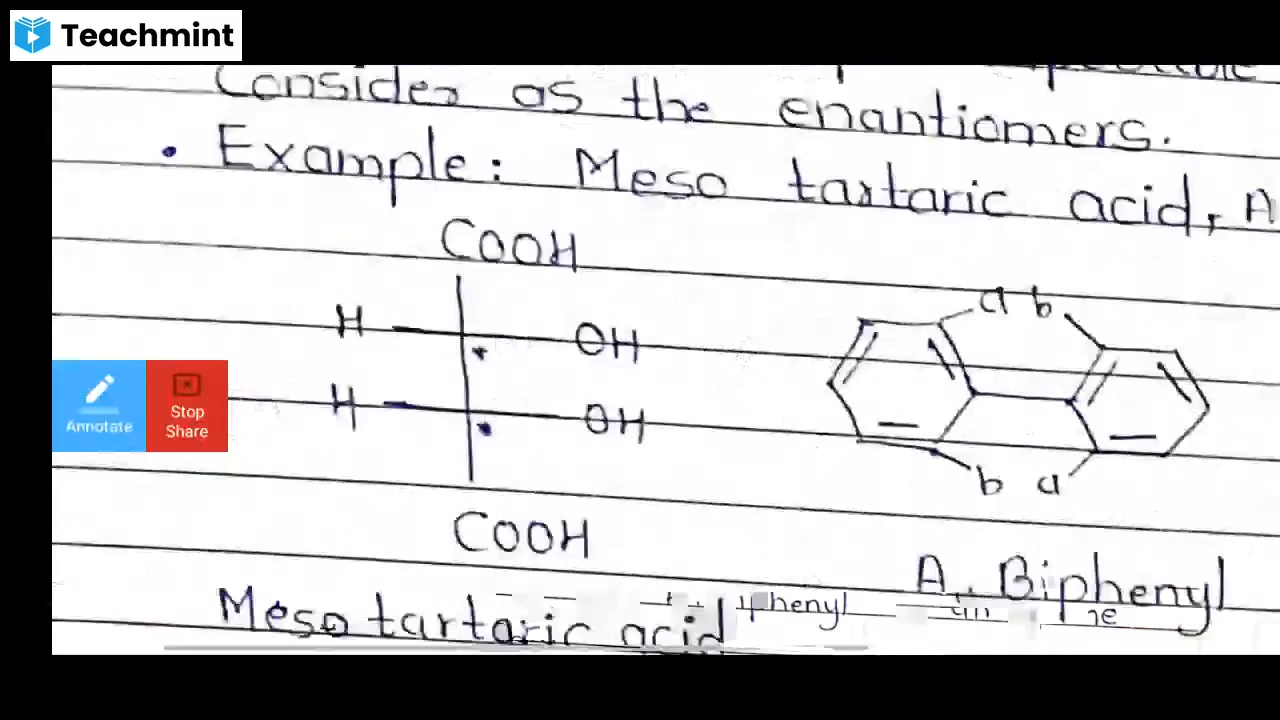 Teachmint
Consider as the enantiomers.
• Example: Meso tartaric acid, A
COOH
H OH
a b
H OH
b a
COOH
A Biphenyl
Meso tartaric acid
phenyl
Annotate
Stop
Share